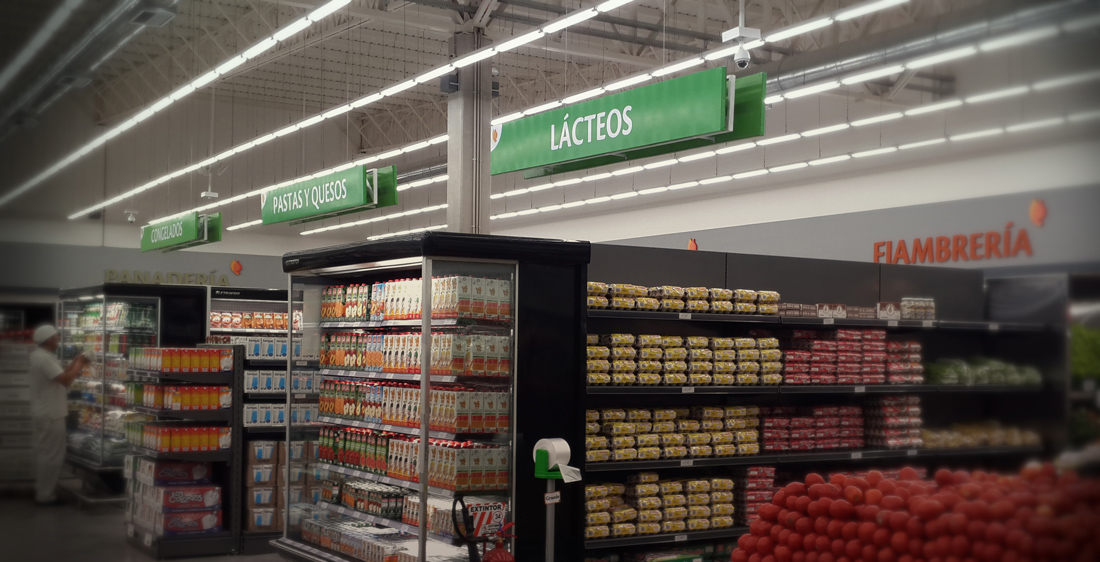 LÁCTEOS
PASTAS Y QUESOS
CONGELADOS
FIAMBRERÍA
PANADERÍA
EXTINTOR